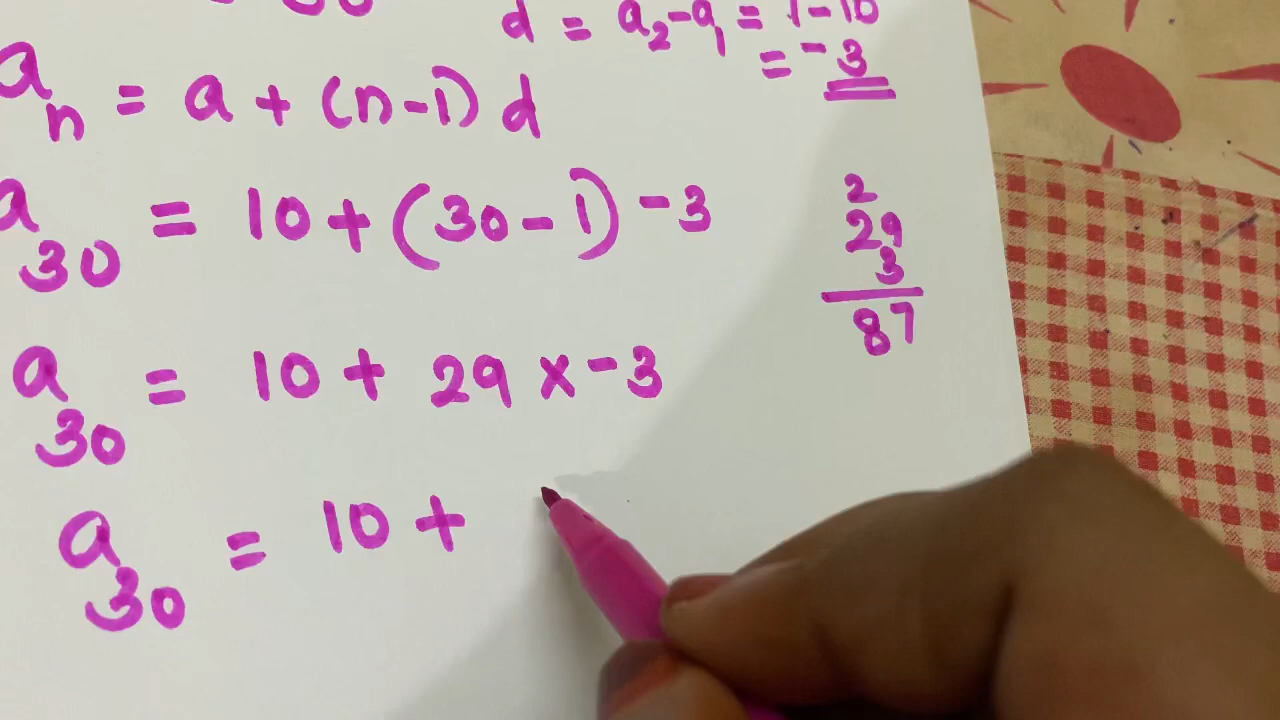 = 30
d = a₂-a₁ = 7-10
= -3
aₙ = a + (n-1) d
a₃₀ = 10 + (30-1) -3
2
29
3
87
a₃₀ = 10 + 29 x -3
a₃₀ = 10 +